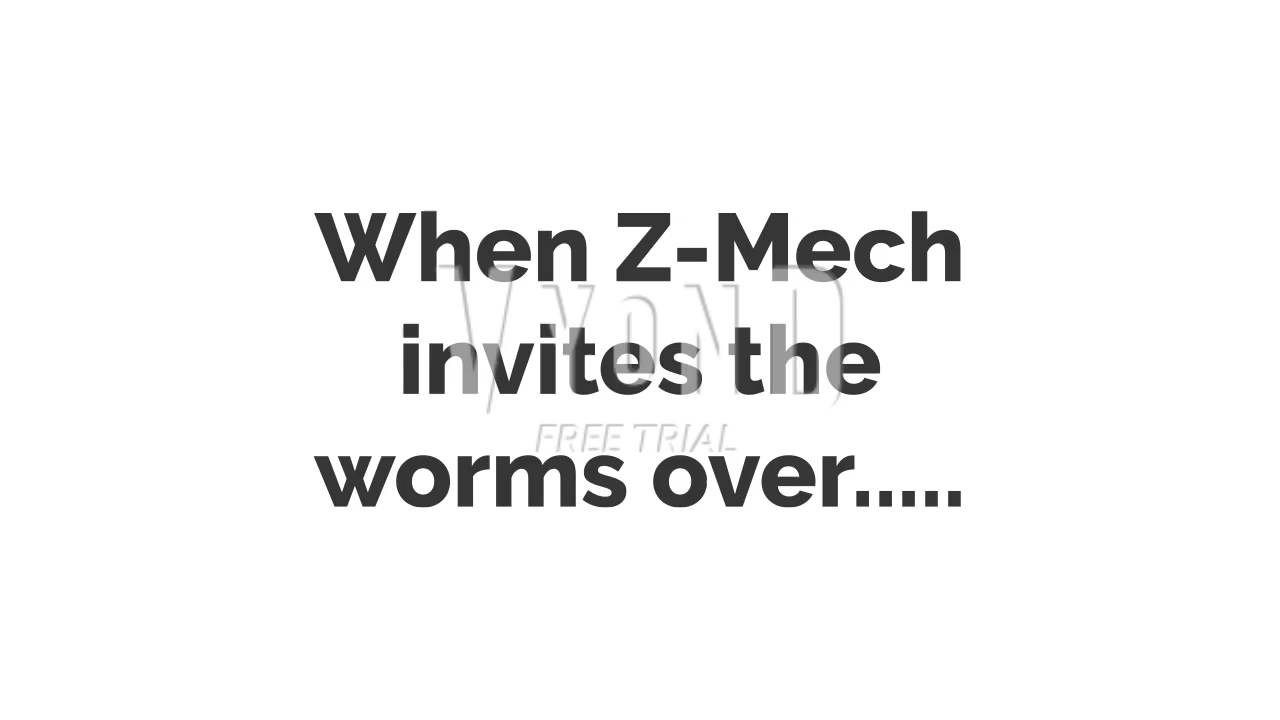 When Z-Mech
invites the
worms over.....
VYOND
FREE TRIAL